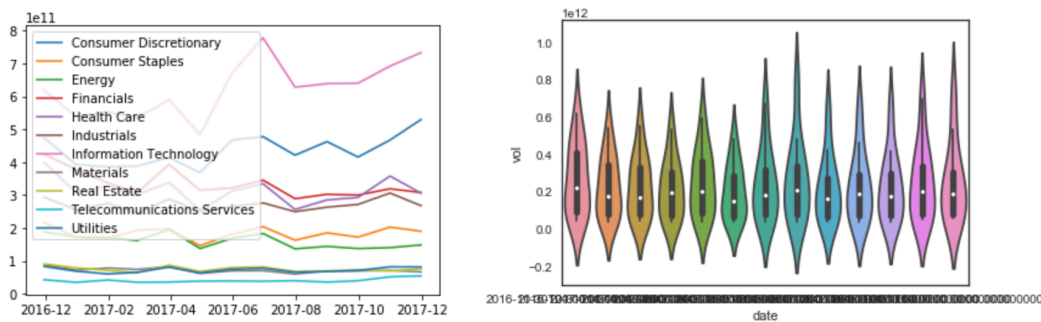 1e11
8
7
6
5
4
3
2
1
0
Consumer Discretionary
Consumer Staples
Energy
Financials
Health Care
Industrials
Information Technology
Materials
Real Estate
Telecommunications Services
Utilities
2016-12 2017-02 2017-04 2017-06 2017-08 2017-10 2017-12
1e12
1.0
0.8
0.6
0.4
0.2
0.0
−0.2
vol
date